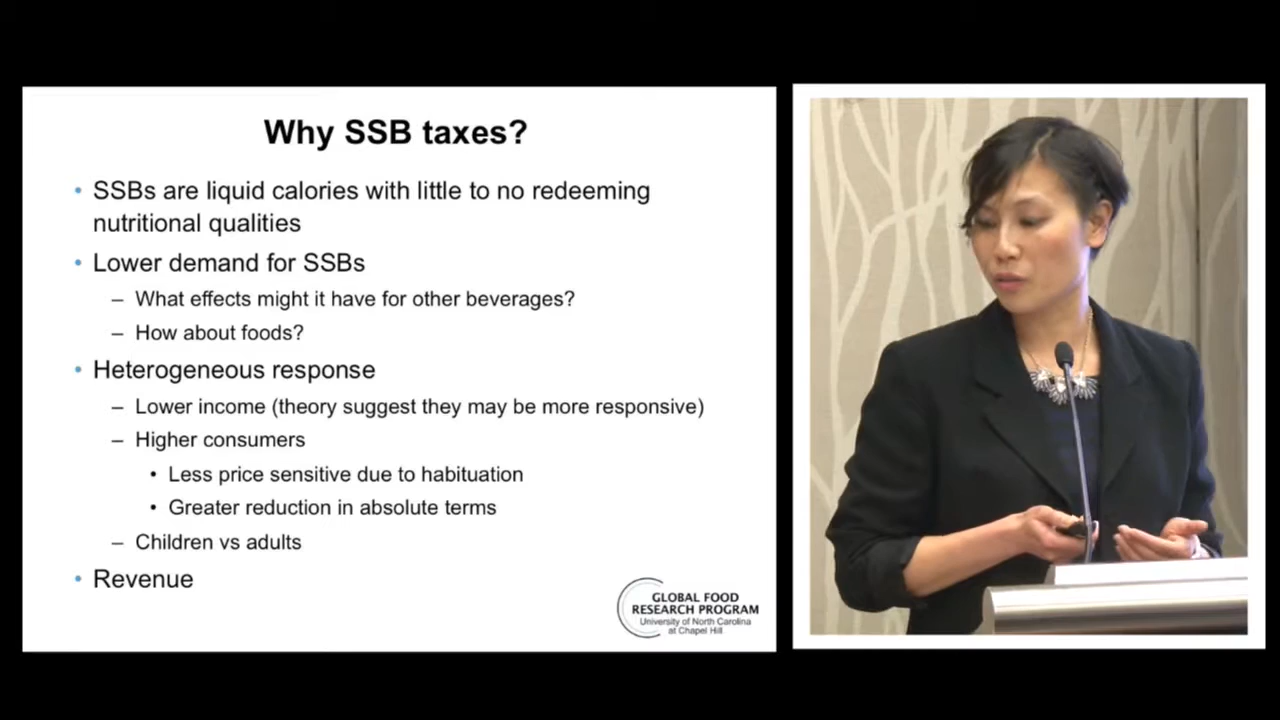 Why SSB taxes?
• SSBs are liquid calories with little to no redeeming
nutritional qualities
• Lower demand for SSBs
– What effects might it have for other beverages?
– How about foods?
• Heterogeneous response
– Lower income (theory suggest they may be more responsive)
– Higher consumers
• Less price sensitive due to habituation
• Greater reduction in absolute terms
– Children vs adults
• Revenue
GLOBAL FOOD
RESEARCH PROGRAM
University of North Carolina
at Chapel Hill